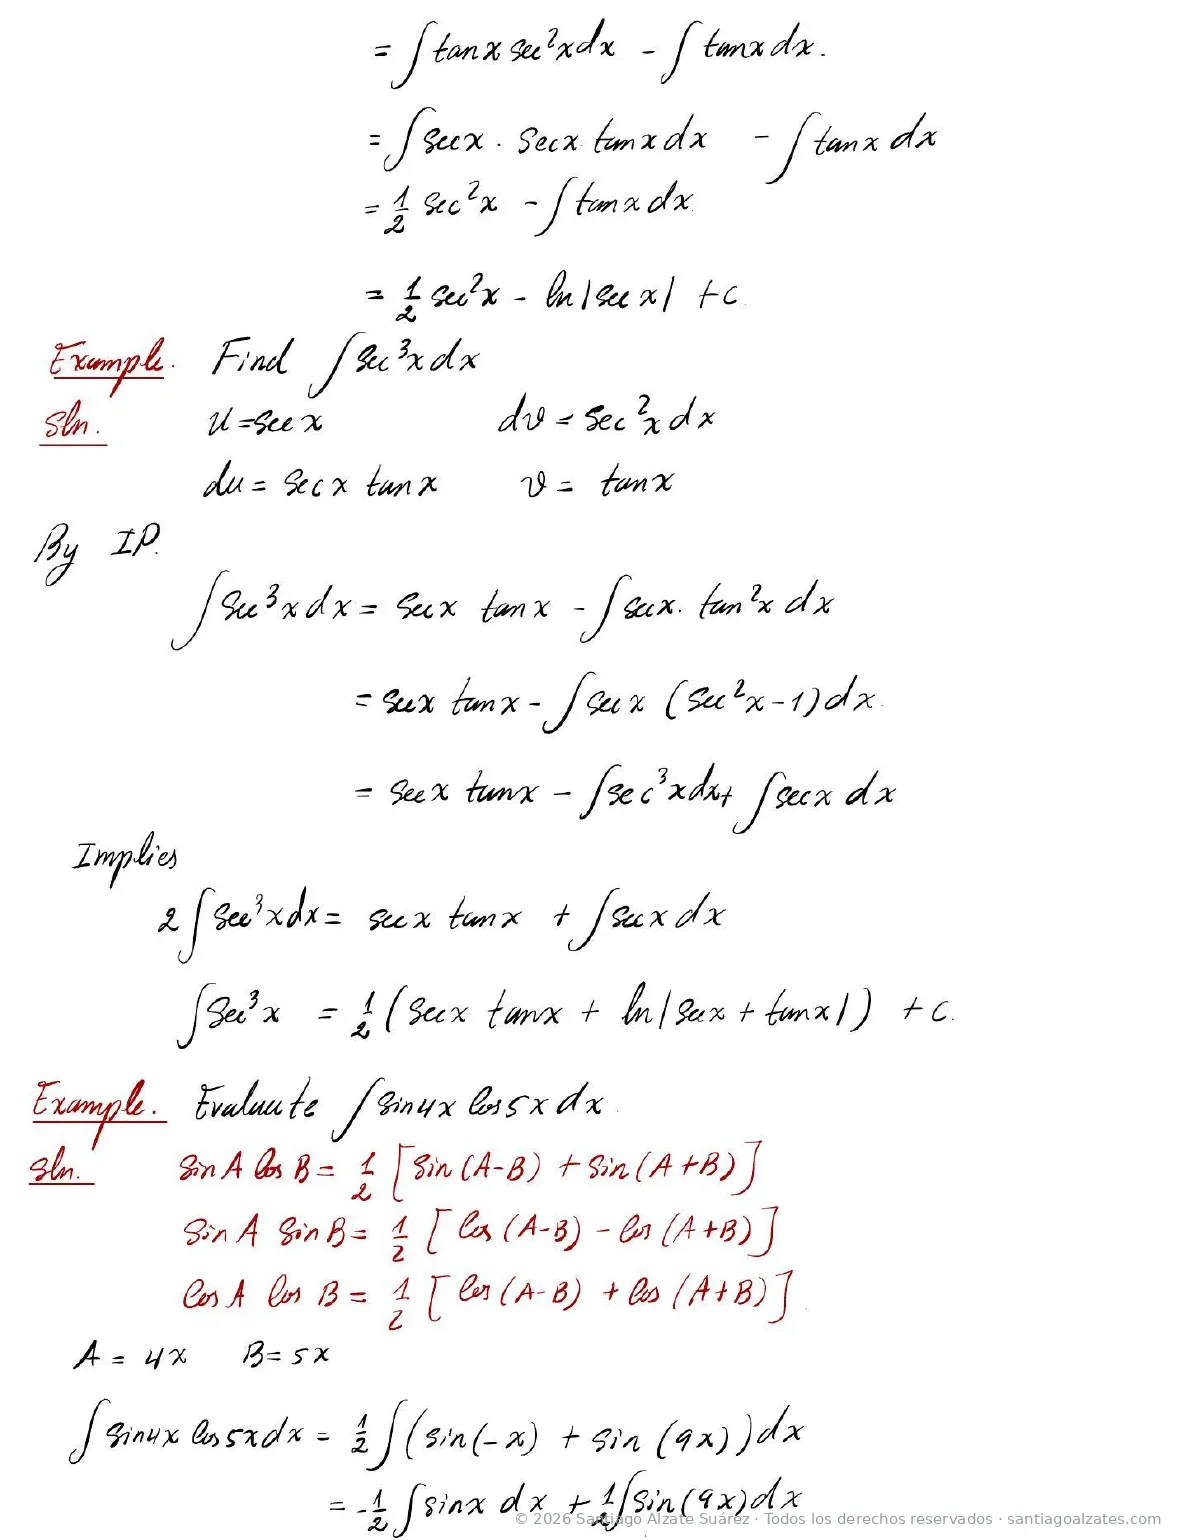 = ∫ tan x sec²x dx - ∫ tan x dx.
= ∫ sec x · sec x tan x dx - ∫ tan x dx
= 1/2 sec²x - ∫ tan x dx
= 1/2 sec²x - ln|sec x| + c
Example. Find ∫ sec³x dx
Sln. u = sec x dv = sec²x dx
du = sec x tan x v = tan x
By IP.
∫ sec³x dx = sec x tan x - ∫ sec x · tan²x dx
= sec x tan x - ∫ sec x (sec²x - 1) dx.
= sec x tan x - ∫ sec³x dx + ∫ sec x dx
Implies
2 ∫ sec³x dx = sec x tan x + ∫ sec x dx
∫ sec³x = 1/2 (sec x tan x + ln|sec x + tan x|) + c.
Example. Evaluate ∫ sin 4x cos 5x dx
Sln. sin A cos B = 1/2 [sin (A-B) + sin (A+B)]
sin A sin B = 1/2 [cos (A-B) - cos (A+B)]
cos A cos B = 1/2 [cos (A-B) + cos (A+B)]
A = 4x B = 5x
∫ sin 4x cos 5x dx = 1/2 ∫ (sin(-x) + sin (9x)) dx
= -1/2 ∫ sin x dx + 1/2 ∫ sin(9x) dx
© 2026 Santiago Alzate Suárez · Todos los derechos reservados · santiagoalzates.com